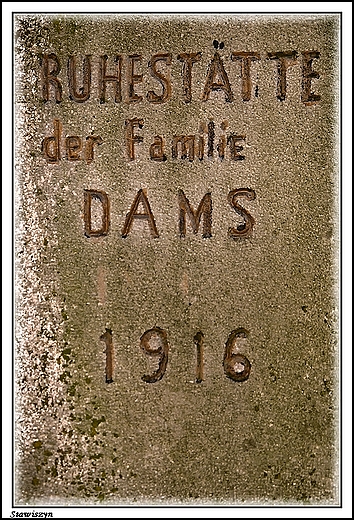 RUHESTÄTTE
der Familie
DAMS
1916
Stawiszyn